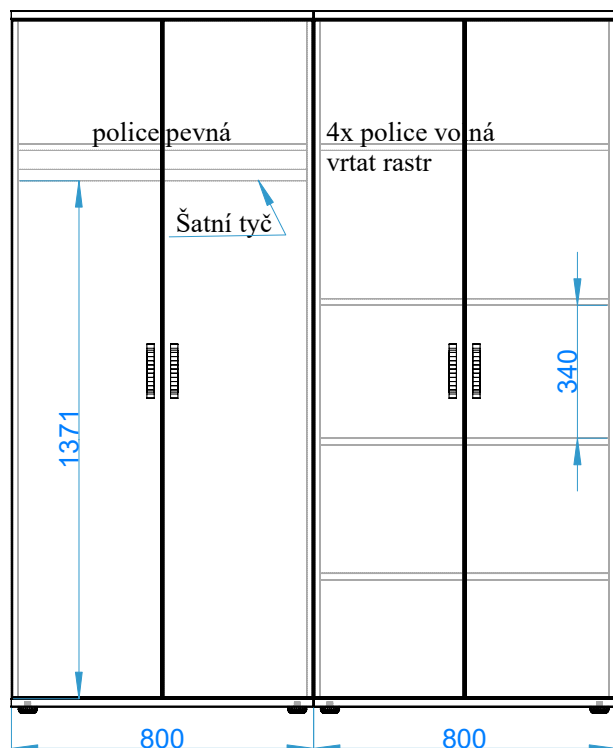 police pevná
4x police volná
vrtat rastr
Šatní tyč
340
1371
800
800